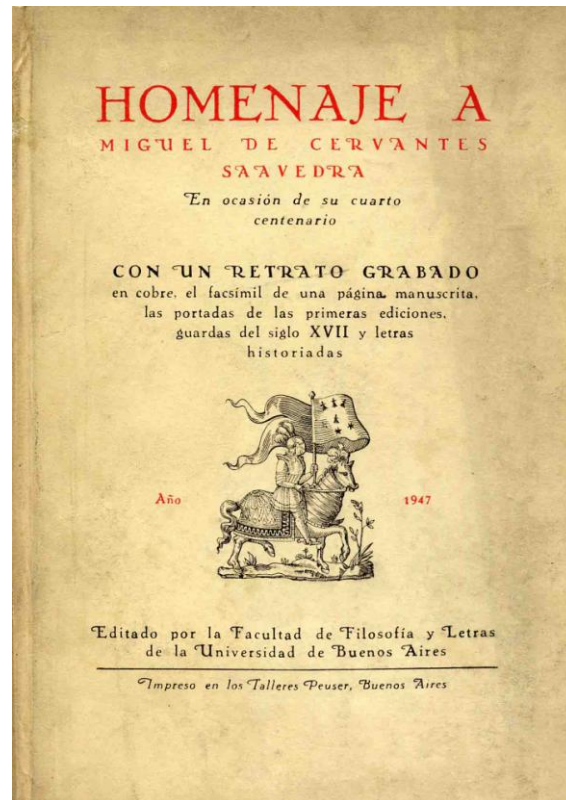 HOMENAJE A
MIGUEL DE CERVANTES
SAAVEDRA
En ocasión de su cuarto
centenario
CON UN RETRATO GRABADO
en cobre, el facsímil de una página manuscrita,
las portadas de las primeras ediciones,
guardas del siglo XVII y letras
historiadas
Año 1947
Editado por la Facultad de Filosofía y Letras
de la Universidad de Buenos Aires
Impreso en los Talleres Peuser, Buenos Aires